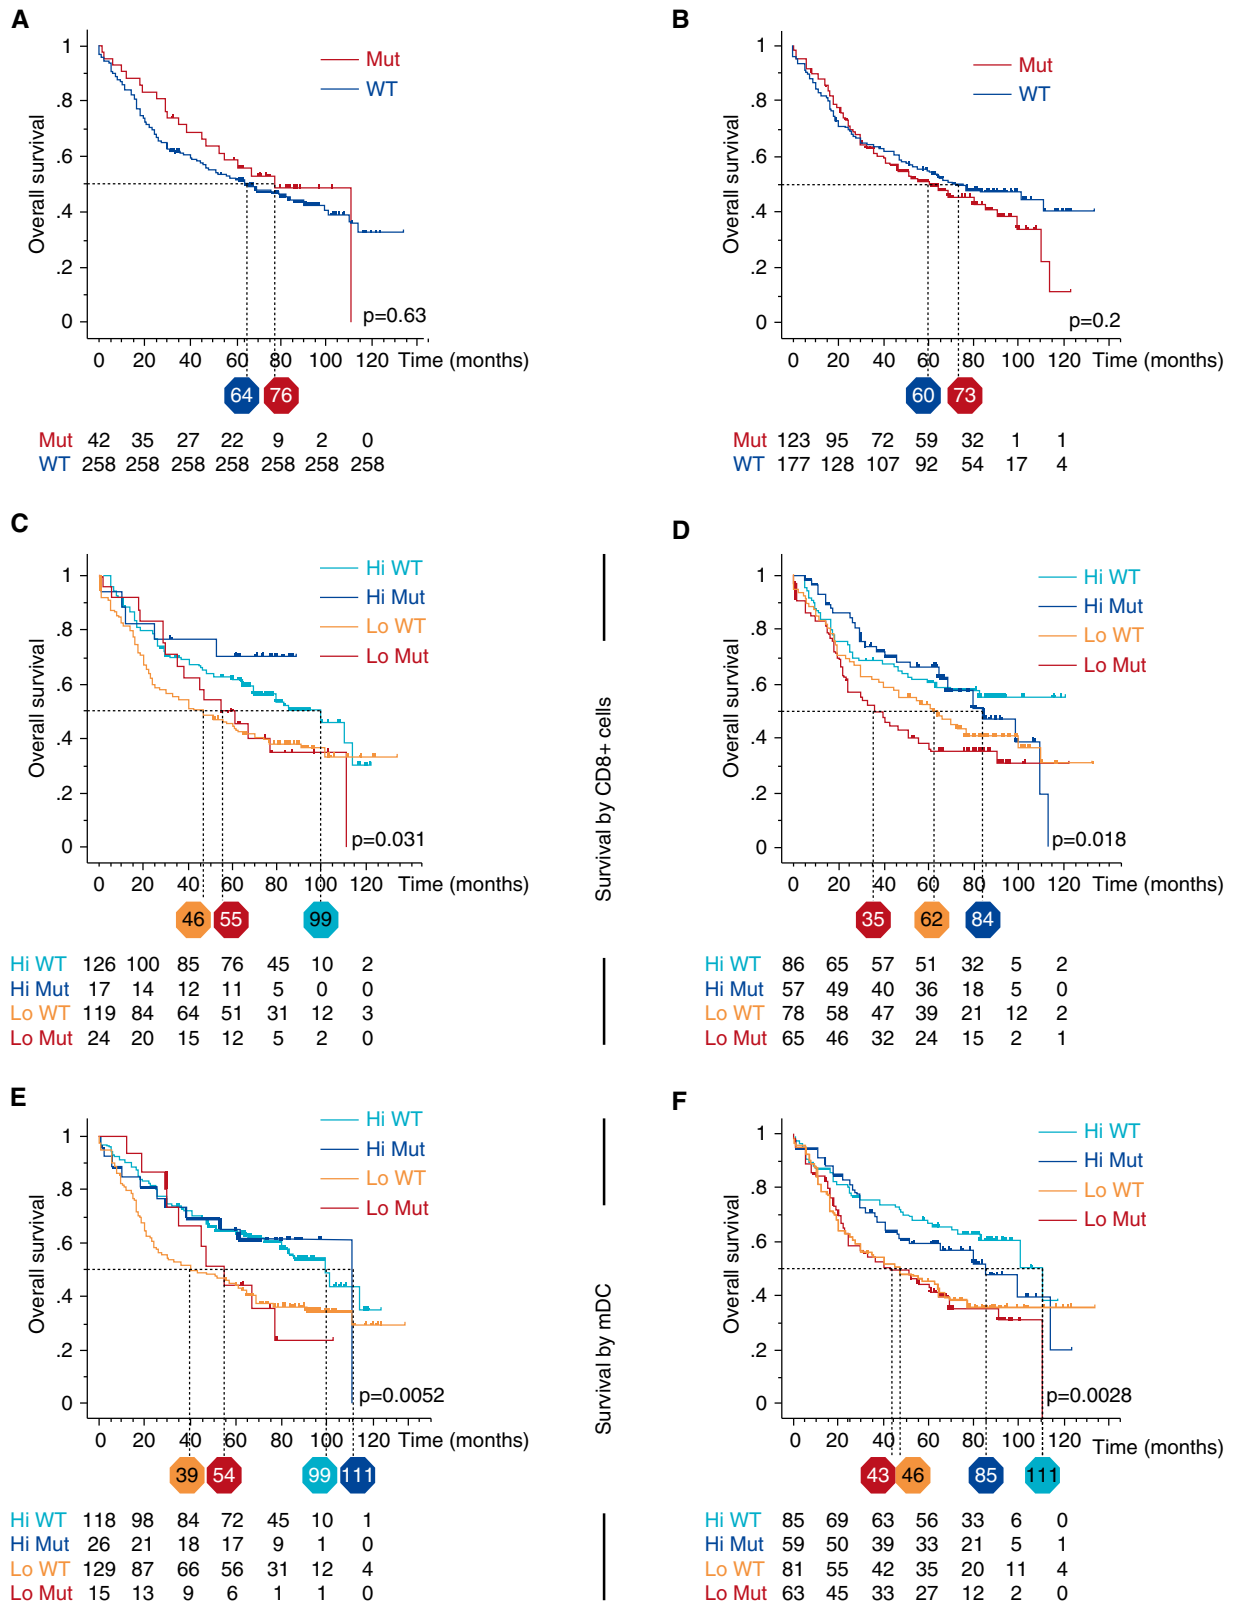 A
1
.8
.6
.4
.2
0
Overall survival
Mut
WT
p=0.63
0 20 40 60 80 100 120 Time (months)
64 76
Mut 42 35 27 22 9 2 0
WT 258 258 258 258 258 258 258
B
1
.8
.6
.4
.2
0
Overall survival
Mut
WT
p=0.2
0 20 40 60 80 100 120 Time (months)
60 73
Mut 123 95 72 59 32 1 1
WT 177 128 107 92 54 17 4
C
1
.8
.6
.4
.2
0
Overall survival
Hi WT
Hi Mut
Lo WT
Lo Mut
p=0.031
0 20 40 60 80 100 120 Time (months)
46 55 99
Hi WT 126 100 85 76 45 10 2
Hi Mut 17 14 12 11 5 0 0
Lo WT 119 84 64 51 31 12 3
Lo Mut 24 20 15 12 5 2 0
Survival by CD8+ cells
D
1
.8
.6
.4
.2
0
Overall survival
Hi WT
Hi Mut
Lo WT
Lo Mut
p=0.018
0 20 40 60 80 100 120 Time (months)
35 62 84
Hi WT 86 65 57 51 32 5 2
Hi Mut 57 49 40 36 18 5 0
Lo WT 78 58 47 39 21 12 2
Lo Mut 65 46 32 24 15 2 1
E
1
.8
.6
.4
.2
0
Overall survival
Hi WT
Hi Mut
Lo WT
Lo Mut
p=0.0052
0 20 40 60 80 100 120 Time (months)
39 54 99 111
Hi WT 118 98 84 72 45 10 1
Hi Mut 26 21 18 17 9 1 0
Lo WT 129 87 66 56 31 12 4
Lo Mut 15 13 9 6 1 1 0
Survival by mDC
F
1
.8
.6
.4
.2
0
Overall survival
Hi WT
Hi Mut
Lo WT
Lo Mut
p=0.0028
0 20 40 60 80 100 120 Time (months)
43 46 85 111
Hi WT 85 69 63 56 33 6 0
Hi Mut 59 50 39 33 21 5 1
Lo WT 81 55 42 35 20 11 4
Lo Mut 63 45 33 27 12 2 0